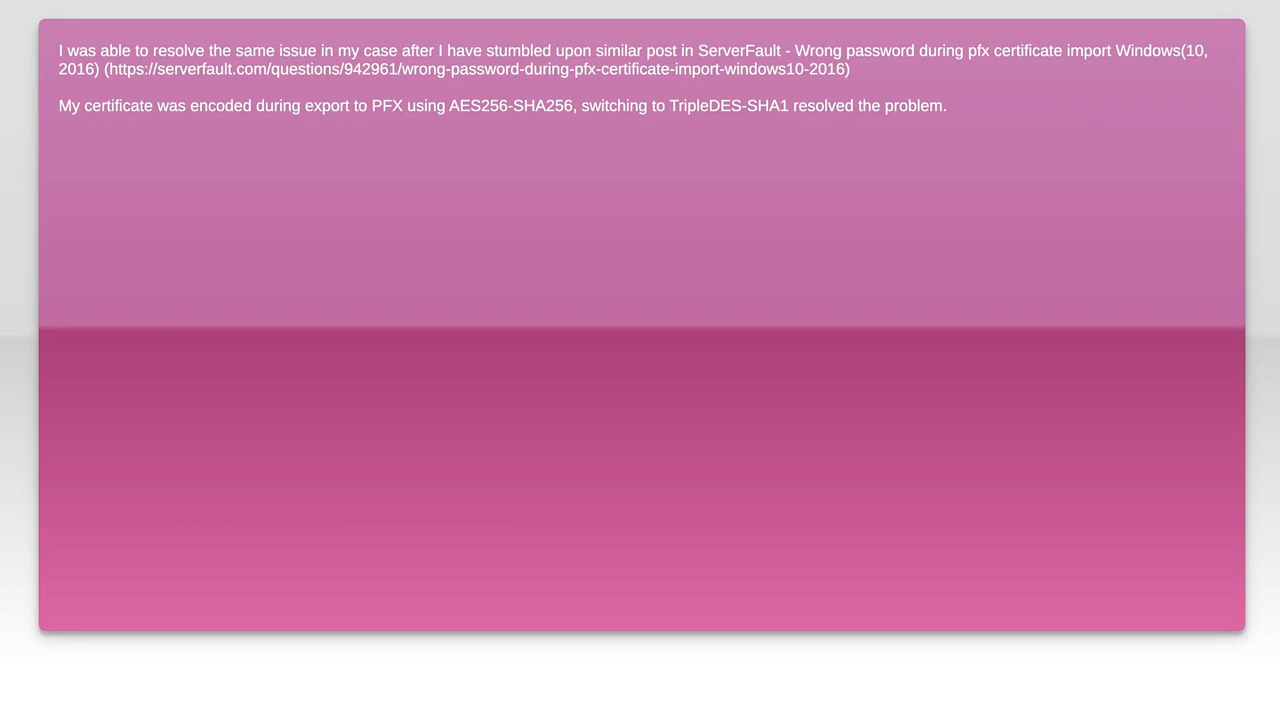 I was able to resolve the same issue in my case after I have stumbled upon similar post in ServerFault - Wrong password during pfx certificate import Windows(10,
2016) (https://serverfault.com/questions/942961/wrong-password-during-pfx-certificate-import-windows10-2016)
My certificate was encoded during export to PFX using AES256-SHA256, switching to TripleDES-SHA1 resolved the problem.